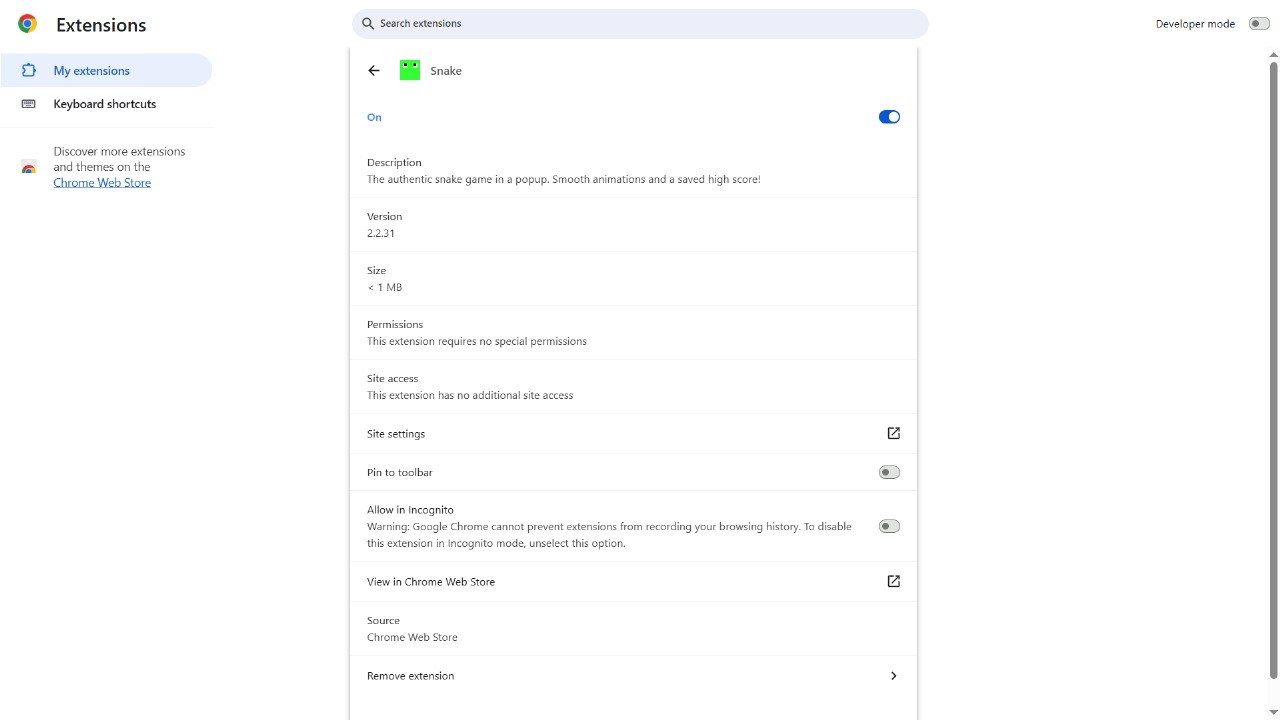 Extensions
Search extensions
Developer mode
My extensions
Keyboard shortcuts
Discover more extensions
and themes on the
Chrome Web Store
Snake
On
Description
The authentic snake game in a popup. Smooth animations and a saved high score!
Version
2.2.31
Size
< 1 MB
Permissions
This extension requires no special permissions
Site access
This extension has no additional site access
Site settings
Pin to toolbar
Allow in Incognito
Warning: Google Chrome cannot prevent extensions from recording your browsing history. To disable
this extension in Incognito mode, unselect this option.
View in Chrome Web Store
Source
Chrome Web Store
Remove extension